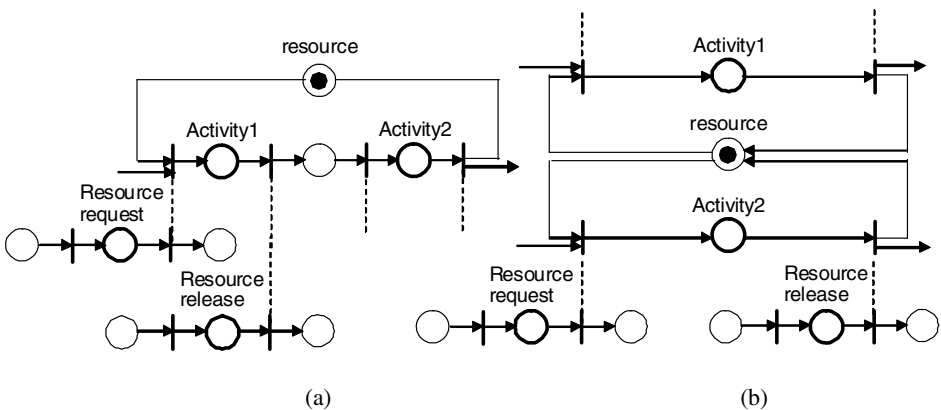 resource
Activity1
Activity2
Resource
request
Resource
release
(a)
Activity1
resource
Activity2
Resource
request
Resource
release
(b)